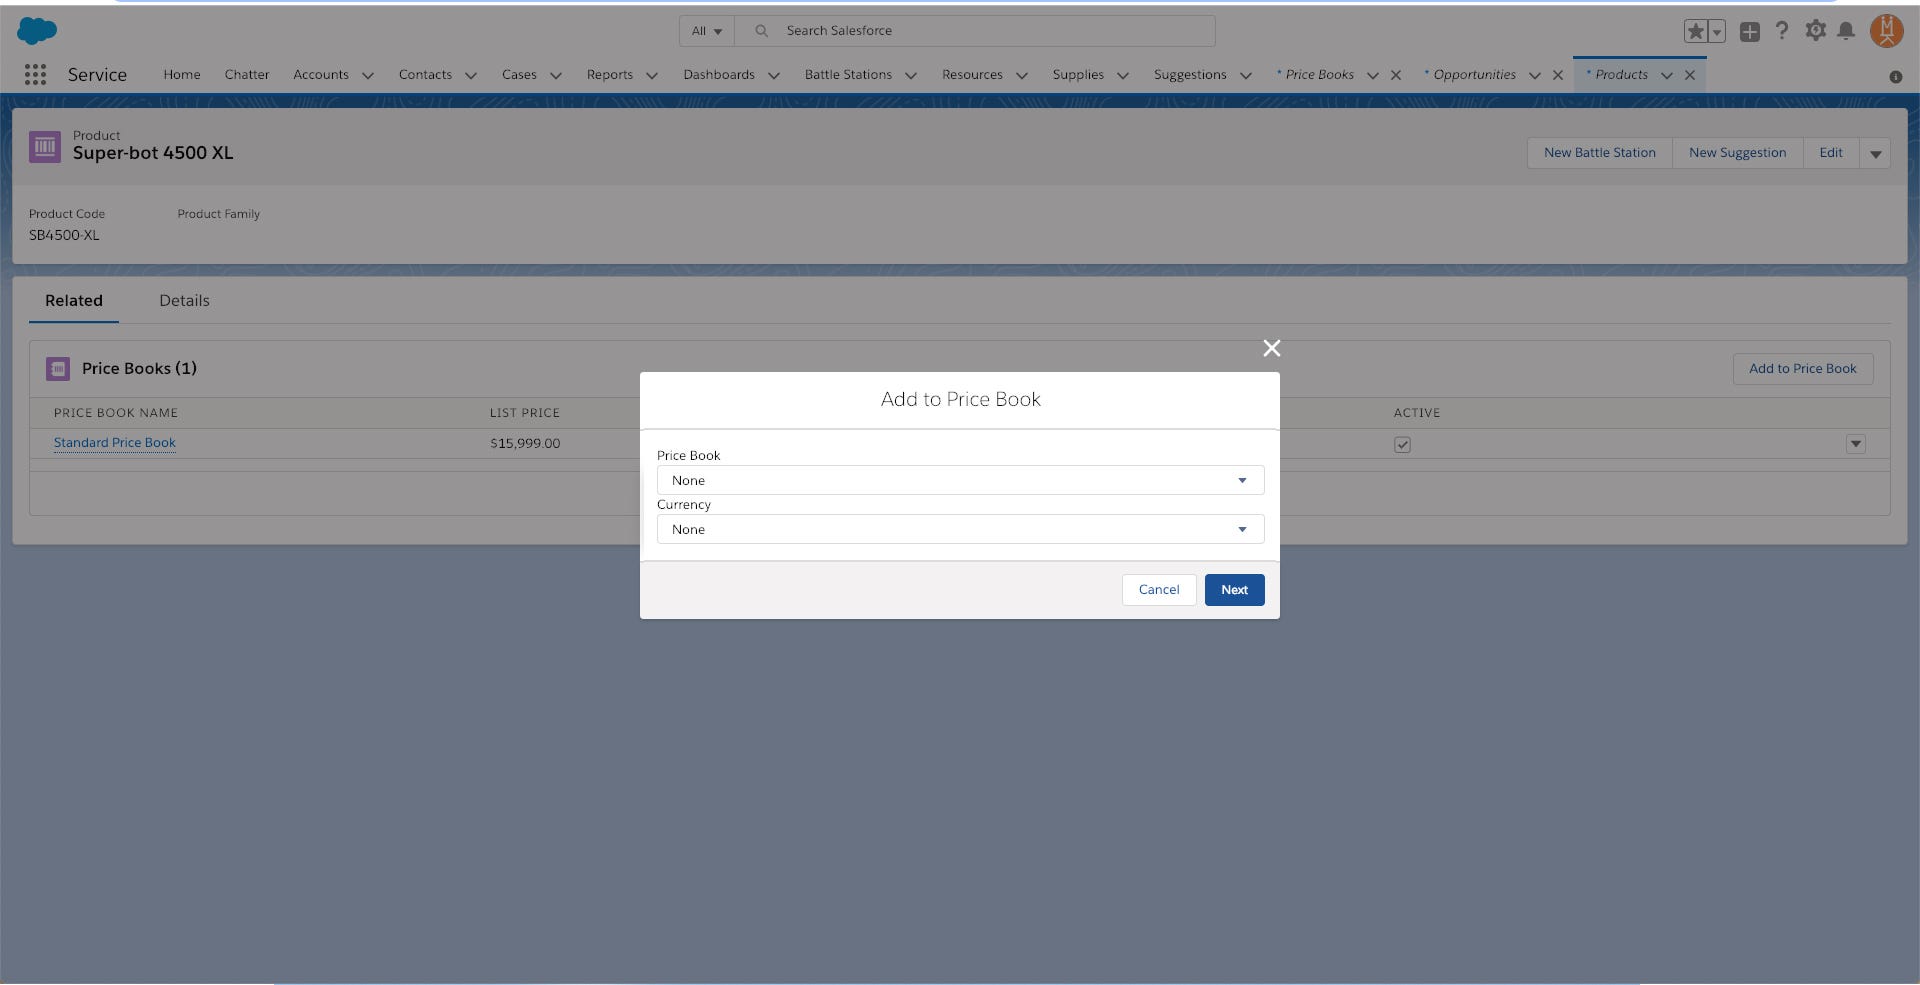 All
Search Salesforce
Service
Home
Chatter
Accounts
Contacts
Cases
Reports
Dashboards
Battle Stations
Resources
Supplies
Suggestions
* Price Books
* Opportunities
* Products
Product
Super-bot 4500 XL
New Battle Station
New Suggestion
Edit
Product Code
Product Family
SB4500-XL
Related
Details
Price Books (1)
Add to Price Book
PRICE BOOK NAME
LIST PRICE
ACTIVE
Standard Price Book
$15,999.00
Add to Price Book
Price Book
None
Currency
None
Cancel
Next